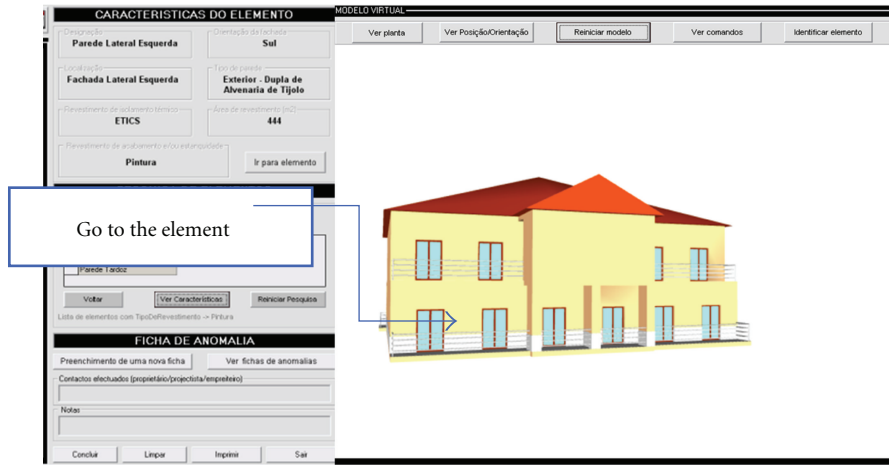 CARACTERISTICAS DO ELEMENTO
Designação
Parede Lateral Esquerda
Orientação da fachada
Sul
Localização
Fachada Lateral Esquerda
Tipo de parede
Exterior - Dupla de
Alvenaria de Tijolo
Revestimento de isolamento térmico
ETICS
Área de revestimento (m2)
444
Revestimento de acabamento e/ou estanquidade
Pintura
Ir para elemento
Go to the element
Parede Tardoz
Voltar
Ver Características
Reiniciar Pesquisa
Lista de elementos com TipoDeRevestimento -> Pintura
FICHA DE ANOMALIA
Preenchimento de uma nova ficha
Ver fichas de anomalias
Contactos efectuados (proprietário/projectista/empreiteiro)
Notas
Concluir
Limpar
Imprimir
Sair
MODELO VIRTUAL
Ver planta
Ver Posição/Orientação
Reiniciar modelo
Ver comandos
Identificar elemento